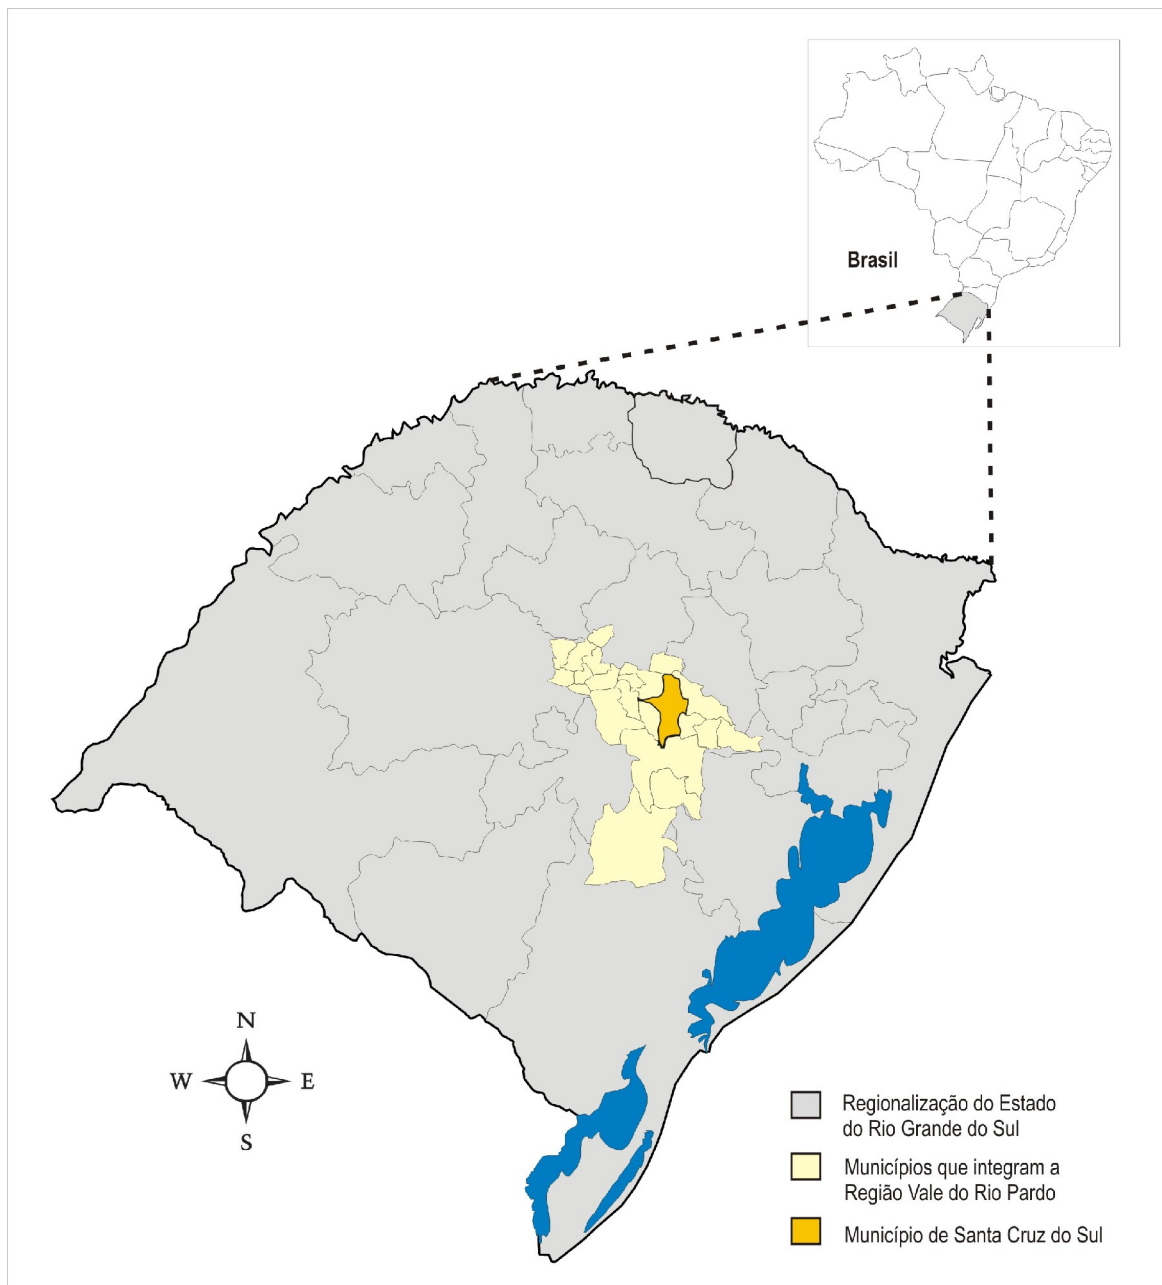 Brasil
N
W
E
S
Regionalização do Estado
do Rio Grande do Sul
Municípios que integram a
Região Vale do Rio Pardo
Município de Santa Cruz do Sul